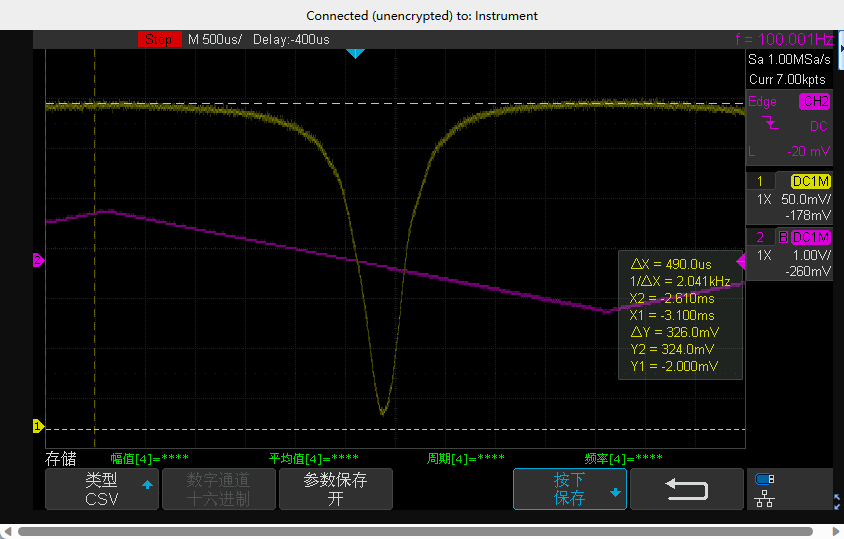 Connected (unencrypted) to: Instrument
Stop M 500us/ Delay:-400us f = 100.001Hz
Sa 1.00MSa/s
Curr 7.00kpts
Edge CH2
DC
L -20 mV
1 DC1M
1X 50.0mV/
-178mV
2 B DC1M
1X 1.00V/
-260mV
2
△X = 490.0us
1/△X = 2.041kHz
X2 = -2.610ms
X1 = -3.100ms
△Y = 326.0mV
Y2 = 324.0mV
Y1 = -2.000mV
1
存储 幅值[4]=**** 平均值[4]=**** 周期[4]=**** 频率[4]=****
类型
CSV
数字通道
十六进制
参数保存
开
按下
保存